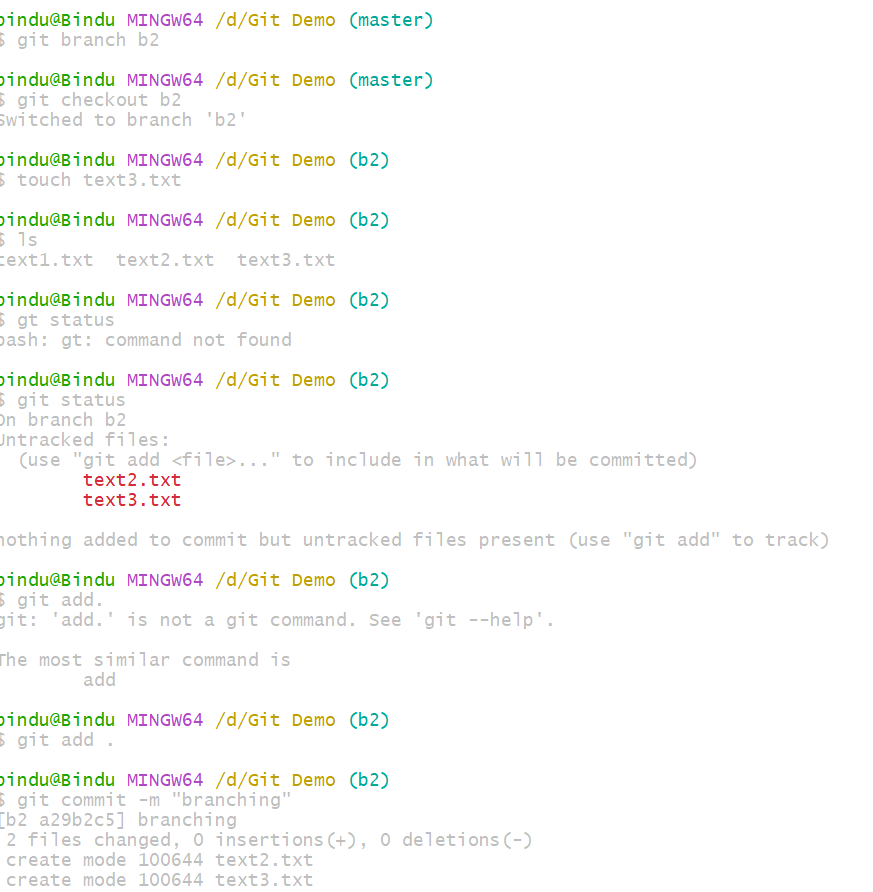 bindu@Bindu MINGW64 /d/Git Demo (master)
$ git branch b2
bindu@Bindu MINGW64 /d/Git Demo (master)
$ git checkout b2
Switched to branch 'b2'
bindu@Bindu MINGW64 /d/Git Demo (b2)
$ touch text3.txt
bindu@Bindu MINGW64 /d/Git Demo (b2)
$ ls
text1.txt  text2.txt  text3.txt
bindu@Bindu MINGW64 /d/Git Demo (b2)
$ gt status
bash: gt: command not found
bindu@Bindu MINGW64 /d/Git Demo (b2)
$ git status
On branch b2
Untracked files:
  (use "git add <file>..." to include in what will be committed)
        text2.txt
        text3.txt
nothing added to commit but untracked files present (use "git add" to track)
bindu@Bindu MINGW64 /d/Git Demo (b2)
$ git add.
git: 'add.' is not a git command. See 'git --help'.
The most similar command is
        add
bindu@Bindu MINGW64 /d/Git Demo (b2)
$ git add .
bindu@Bindu MINGW64 /d/Git Demo (b2)
$ git commit -m "branching"
[b2 a29b2c5] branching
 2 files changed, 0 insertions(+), 0 deletions(-)
 create mode 100644 text2.txt
 create mode 100644 text3.txt